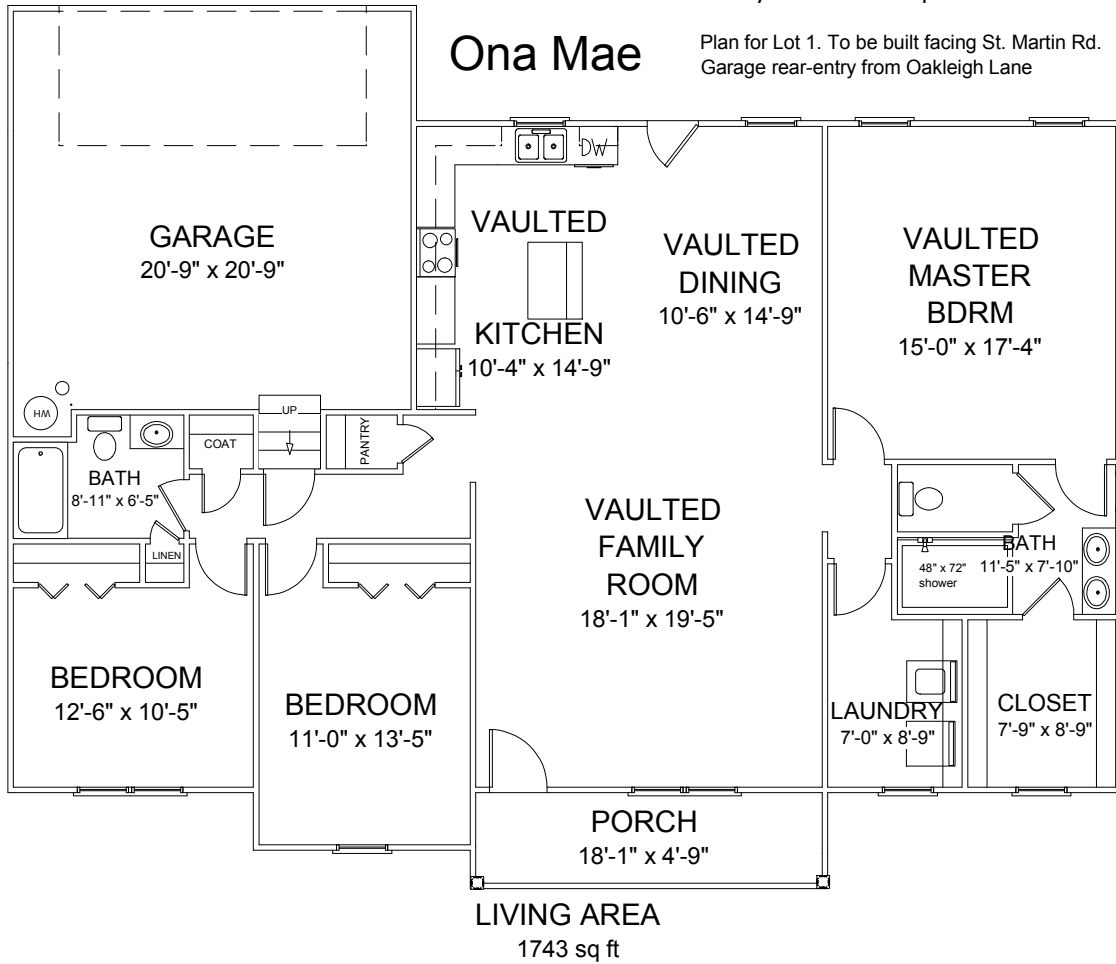 Ona Mae
Plan for Lot 1. To be built facing St. Martin Rd.
Garage rear-entry from Oakleigh Lane
DW
GARAGE
20'-9" x 20'-9"
VAULTED
KITCHEN
10'-4" x 14'-9"
VAULTED
DINING
10'-6" x 14'-9"
VAULTED
MASTER
BDRM
15'-0" x 17'-4"
HW
UP
COAT
PANTRY
BATH
8'-11" x 6'-5"
LINEN
VAULTED
FAMILY
ROOM
18'-1" x 19'-5"
48" x 72"
shower
BATH
11'-5" x 7'-10"
BEDROOM
12'-6" x 10'-5"
BEDROOM
11'-0" x 13'-5"
LAUNDRY
7'-0" x 8'-9"
CLOSET
7'-9" x 8'-9"
PORCH
18'-1" x 4'-9"
LIVING AREA
1743 sq ft